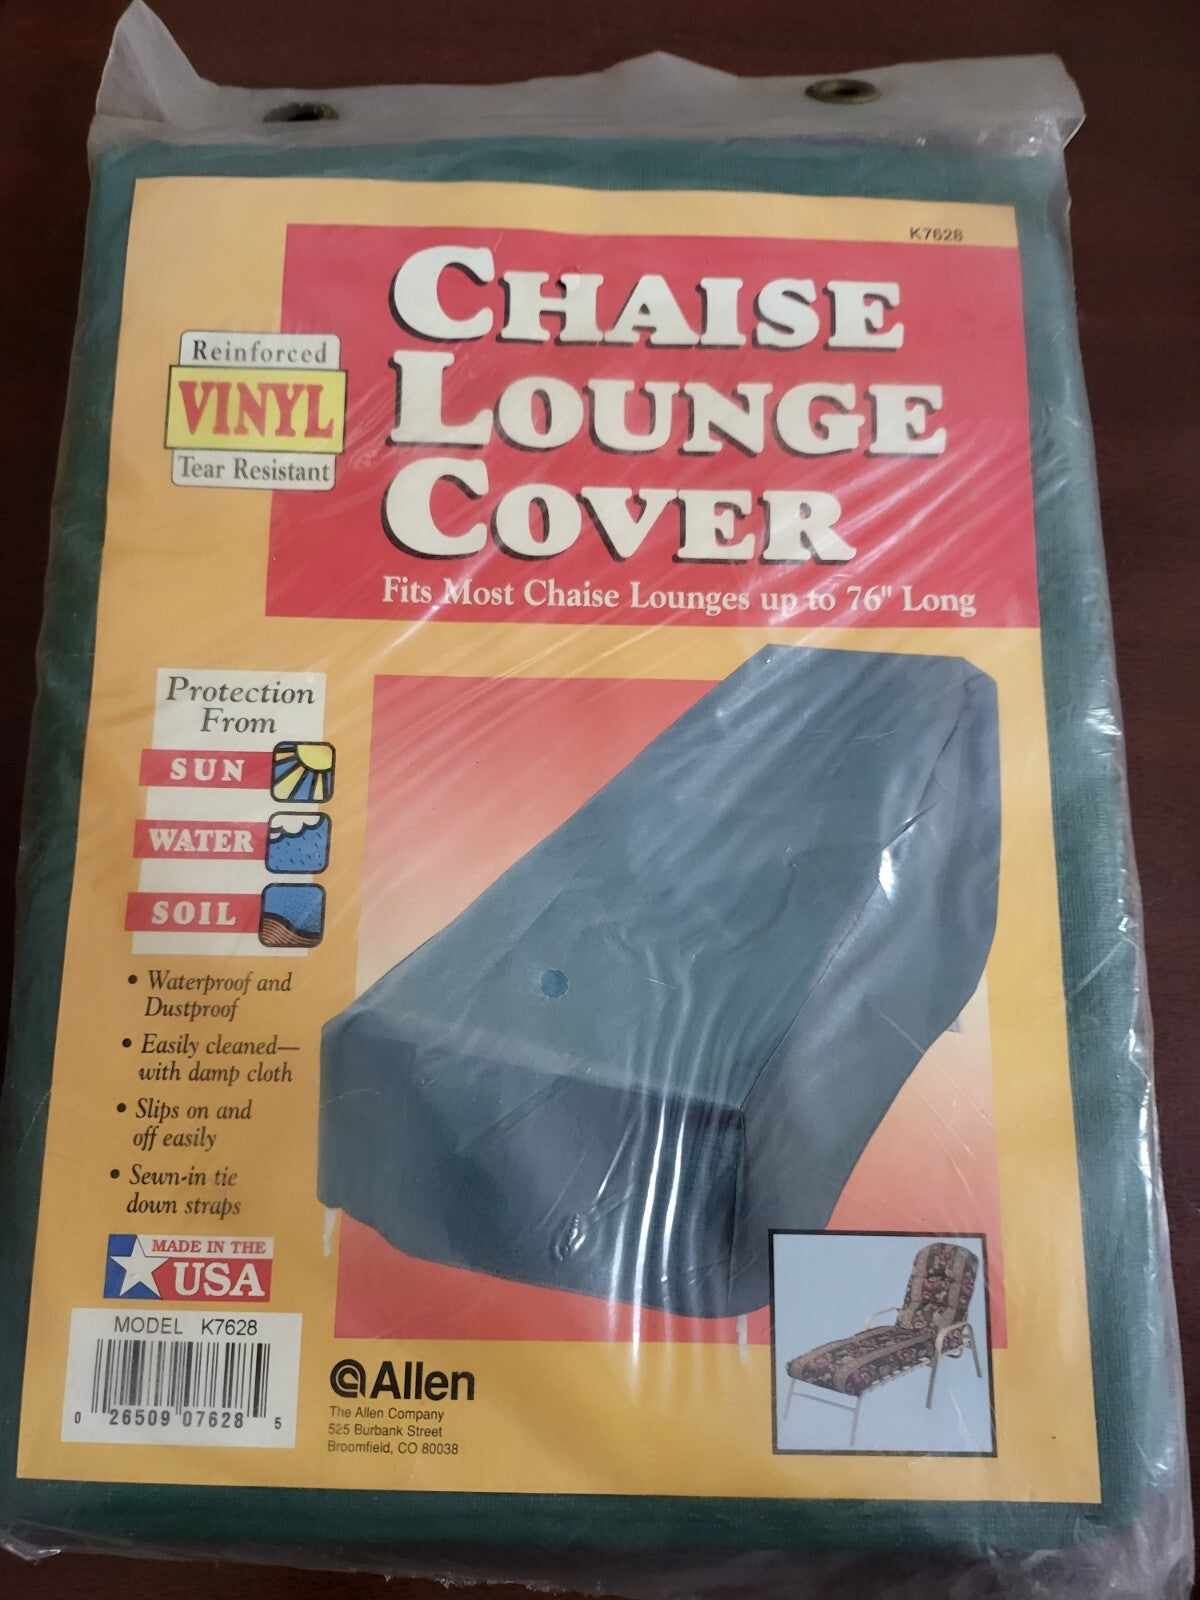 K7628
CHAISE
LOUNGE
COVER
Fits Most Chaise Lounges up to 76" Long
Reinforced
VINYL
Tear Resistant
Protection
From
SUN
WATER
SOIL
• Waterproof and
Dustproof
• Easily cleaned—
with damp cloth
• Slips on and
off easily
• Sewn-in tie
down straps
MADE IN THE
USA
MODEL K7628
0 26509 07628 5
Allen
The Allen Company
525 Burbank Street
Broomfield, CO 80038